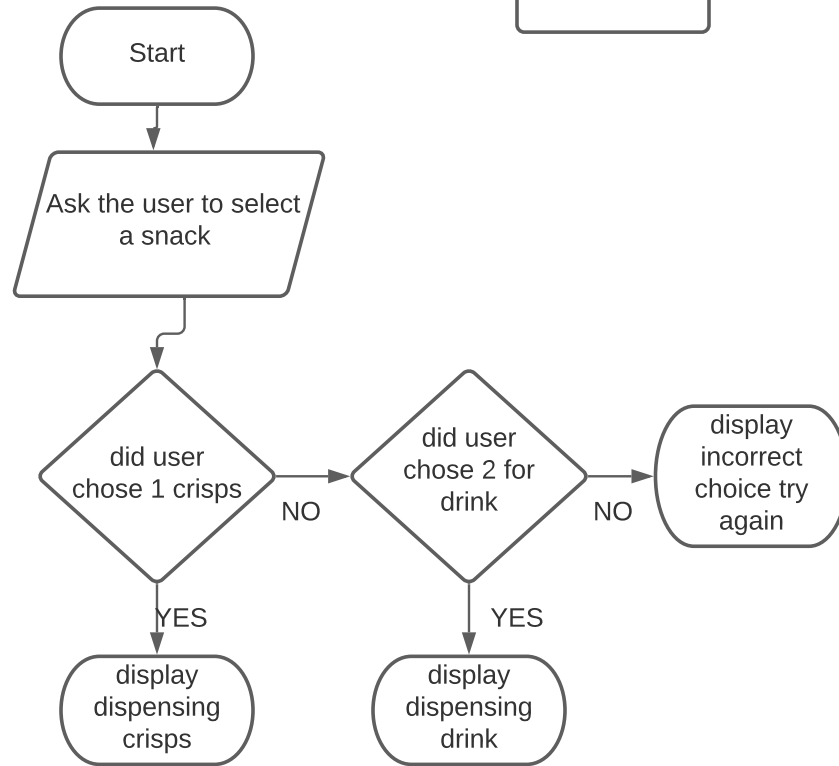 Start
Ask the user to select
a snack
did user
chose 1 crisps
NO
did user
chose 2 for
drink
NO
display
incorrect
choice try
again
YES
YES
display
dispensing
crisps
display
dispensing
drink